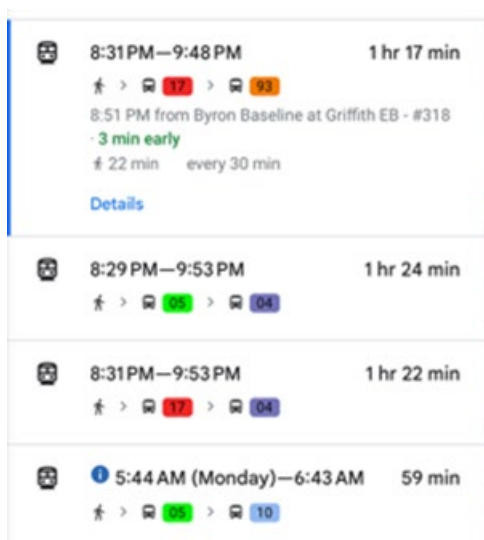 8:31 PM—9:48 PM 1 hr 17 min
> 17 > 93
8:51 PM from Byron Baseline at Griffith EB - #318
· 3 min early
22 min every 30 min
Details
8:29 PM—9:53 PM 1 hr 24 min
> 05 > 04
8:31 PM—9:53 PM 1 hr 22 min
> 17 > 04
5:44 AM (Monday)—6:43 AM 59 min
> 05 > 10